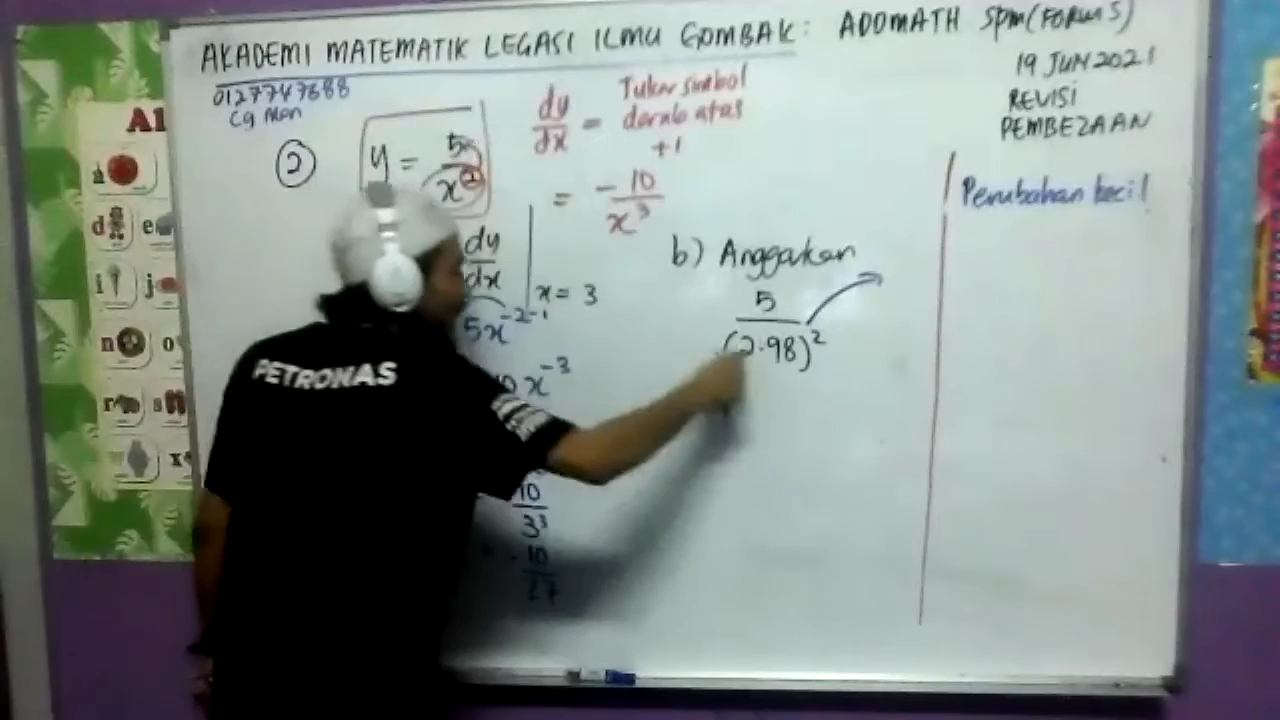 AKADEMI MATEMATIK LEGASI ILMU GOMBAK: ADDMATH SPM (FORM 5)
0127747688
Cg Man
19 JUN 2021
REVISI
PEMBEZAAN
2
y = 5 / x²
dy/dx = Tukar simbol
darab atas
+1
= -10 / x³
dy/dx | x = 3
5x^-2-1
x^-3
10 / 3³
- 10 / 27
b) Anggarkan
5 / (2.98)²
Perubahan kecil
A1
a
d e
i j
n o
r s
x
PETRONAS